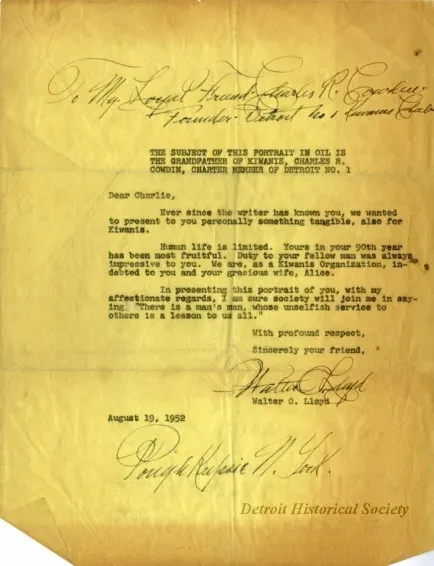 To My Loyal Friend - Charles R. Cowdin -
Founder - Detroit No 1 Kiwanis Club
THE SUBJECT OF THIS PORTRAIT IN OIL IS
THE GRANDFATHER OF KIWANIS, CHARLES R.
COWDIN, CHARTER MEMBER OF DETROIT NO. 1
Dear Charlie,
Ever since the writer has known you, we wanted
to present to you personally something tangible, also for
Kiwanis.
Human life is limited. Yours in your 90th year
has been most fruitful. Duty to your fellow man was always
impressive to you. We are, as a Kiwanis Organization, in-
debted to you and your gracious wife, Alice.
In presenting this portrait of you, with my
affectionate regards, I am sure society will join me in say-
ing, "There is a man's man, whose unselfish service to
others is a lesson to us all."
With profound respect,
Sincerely your friend,
Walter O. Lloyd
Walter O. Lloyd
August 19, 1952
Poughkeepsie N. York.
Detroit Historical Society